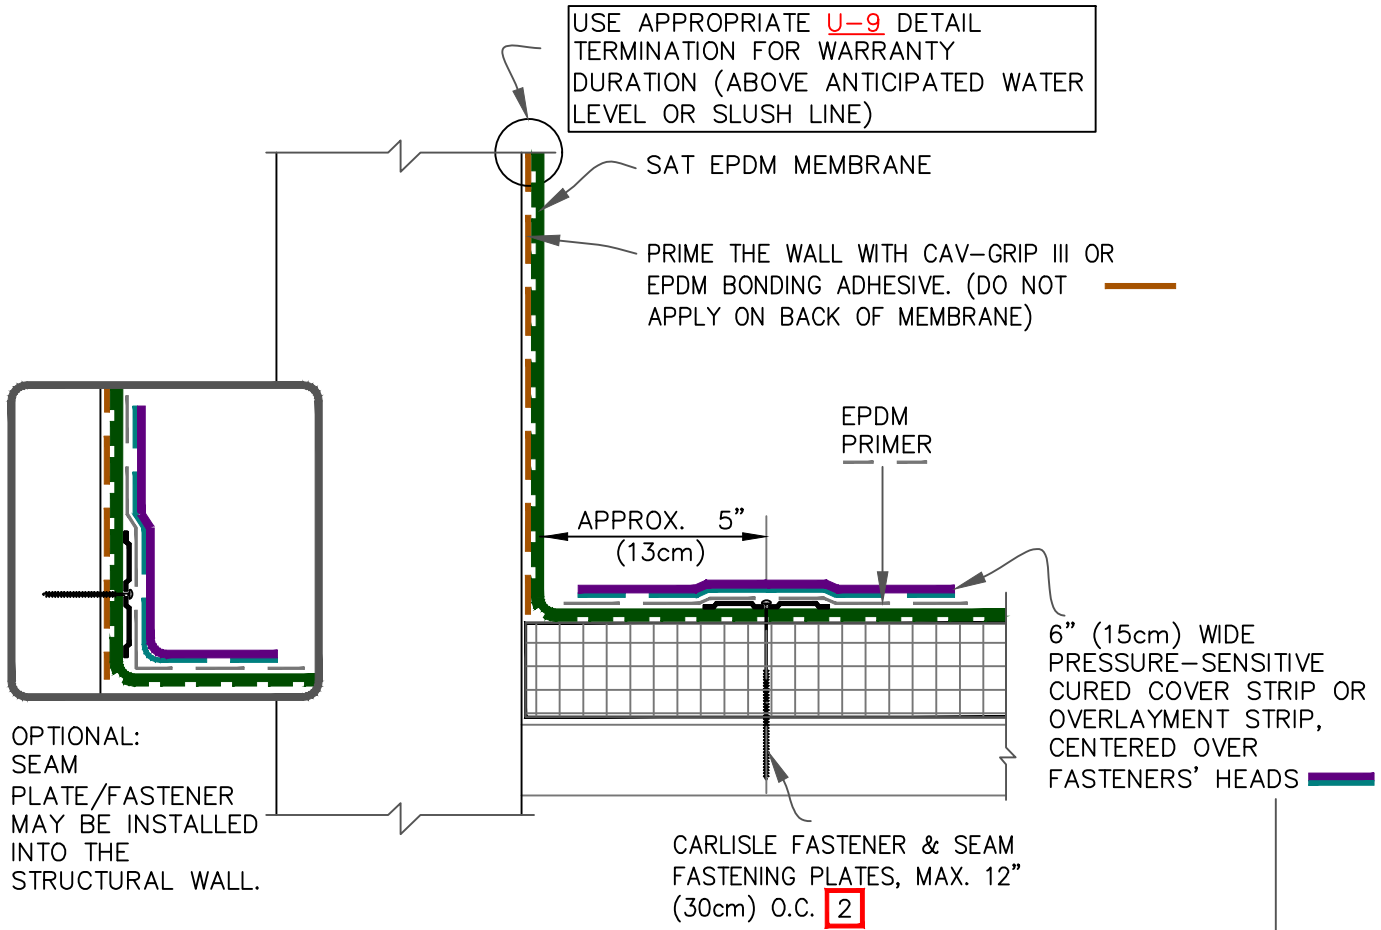 USE APPROPRIATE U-9 DETAIL
TERMINATION FOR WARRANTY
DURATION (ABOVE ANTICIPATED WATER
LEVEL OR SLUSH LINE)
SAT EPDM MEMBRANE
PRIME THE WALL WITH CAV-GRIP III OR
EPDM BONDING ADHESIVE. (DO NOT
APPLY ON BACK OF MEMBRANE)
EPDM
PRIMER
APPROX. 5”
(13cm)
6” (15cm) WIDE
PRESSURE-SENSITIVE
CURED COVER STRIP OR
OVERLAYMENT STRIP,
CENTERED OVER
FASTENERS’ HEADS
OPTIONAL:
SEAM
PLATE/FASTENER
MAY BE INSTALLED
INTO THE
STRUCTURAL WALL.
CARLISLE FASTENER & SEAM
FASTENING PLATES, MAX. 12”
(30cm) O.C. 2